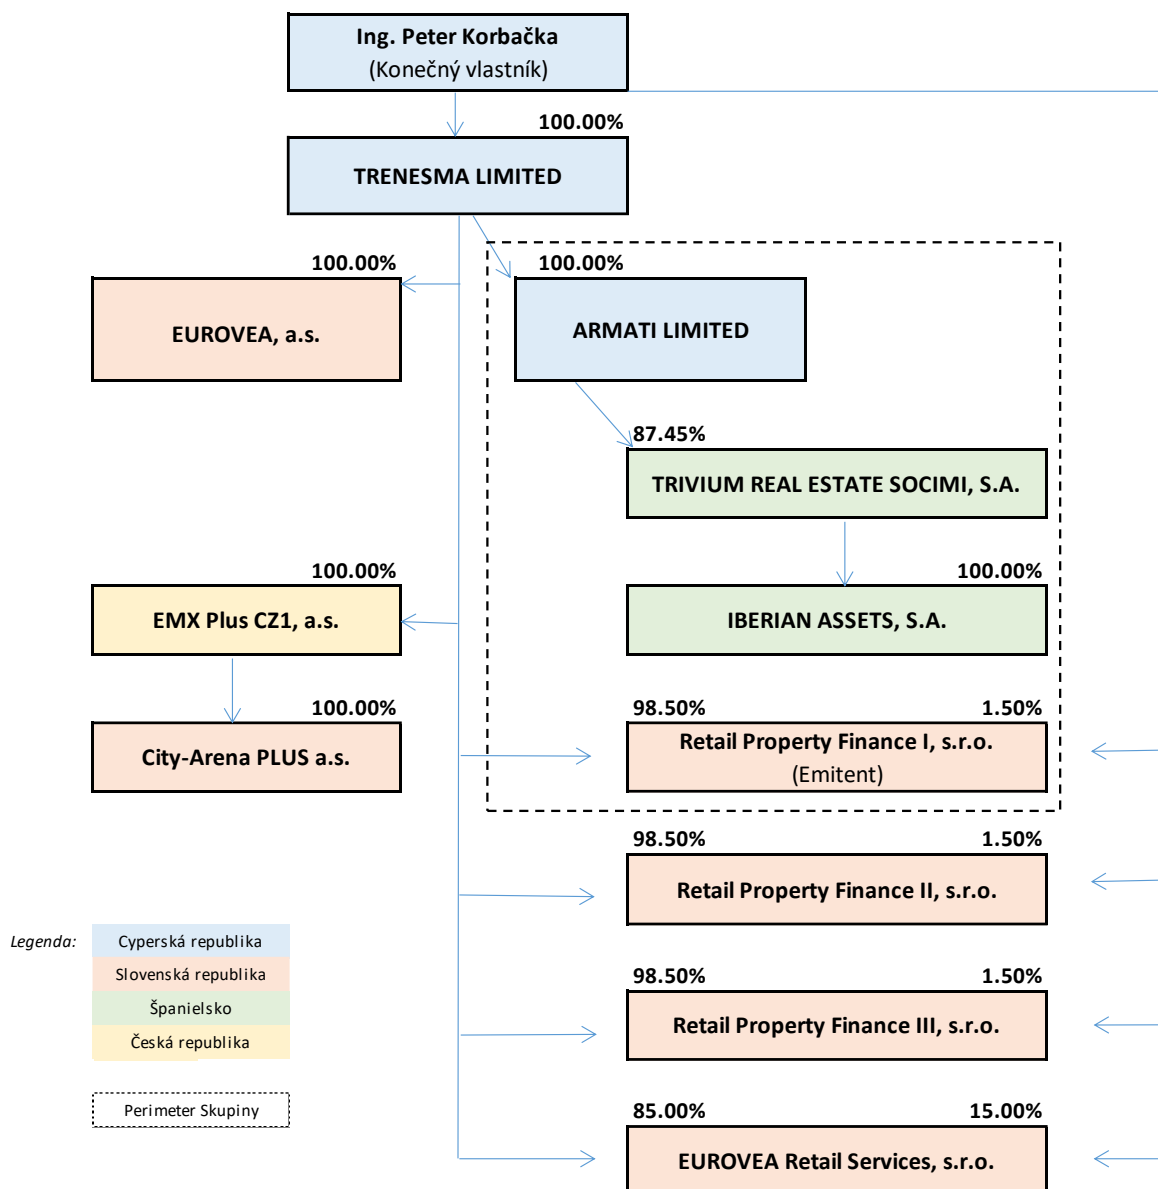 Ing. Peter Korbačka
(Konečný vlastník)
100.00%
TRENESMA LIMITED
100.00%
100.00%
EUROVEA, a.s.
ARMATI LIMITED
87.45%
TRIVIUM REAL ESTATE SOCIMI, S.A.
100.00%
100.00%
EMX Plus CZ1, a.s.
IBERIAN ASSETS, S.A.
100.00%
98.50%
1.50%
City-Arena PLUS a.s.
Retail Property Finance I, s.r.o.
(Emitent)
98.50%
1.50%
Retail Property Finance II, s.r.o.
Legenda:
Cyperská republika
Slovenská republika
Španielsko
Česká republika
98.50%
1.50%
Retail Property Finance III, s.r.o.
Perimeter Skupiny
85.00%
15.00%
EUROVEA Retail Services, s.r.o.